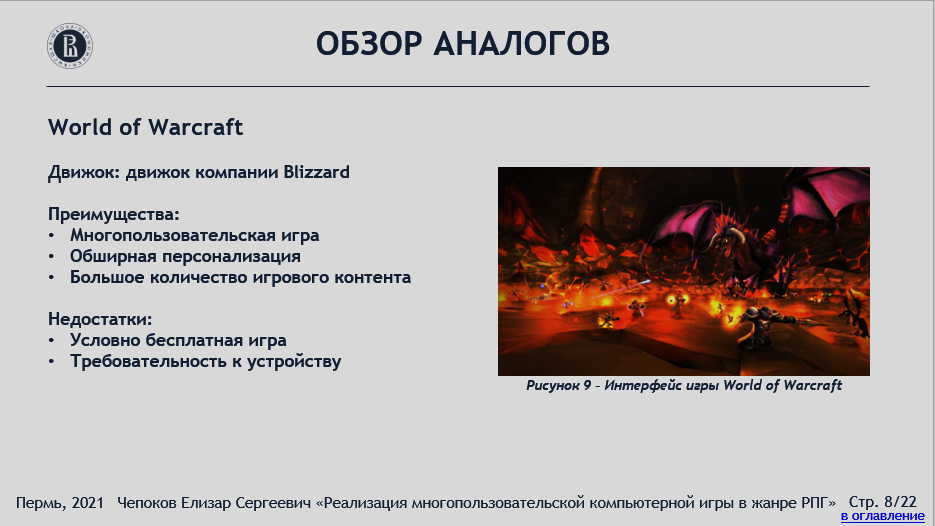 ОБЗОР АНАЛОГОВ
World of Warcraft
Движок: движок компании Blizzard
Преимущества:
• Многопользовательская игра
• Обширная персонализация
• Большое количество игрового контента
Недостатки:
• Условно бесплатная игра
• Требовательность к устройству
Рисунок 9 – Интерфейс игры World of Warcraft
Пермь, 2021 Чепоков Елизар Сергеевич «Реализация многопользовательской компьютерной игры в жанре РПГ» Стр. 8/22
в оглавление